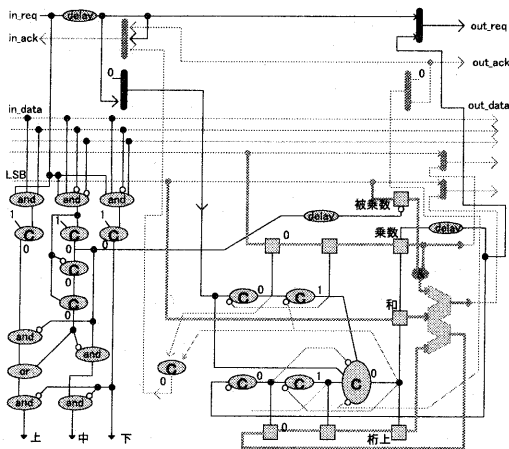 in_req
delay
out_req
in_ack
0
0
out_ack
in_data
out_data
LSB
and
and
and
被乗数
delay
乗数
delay
1
C
0
1
C
0
1
C
0
0
C
C
0
和
C
0
C
1
and
and
or
C
0
C
0
C
1
C
0
and
and
0
桁上
上
中
下